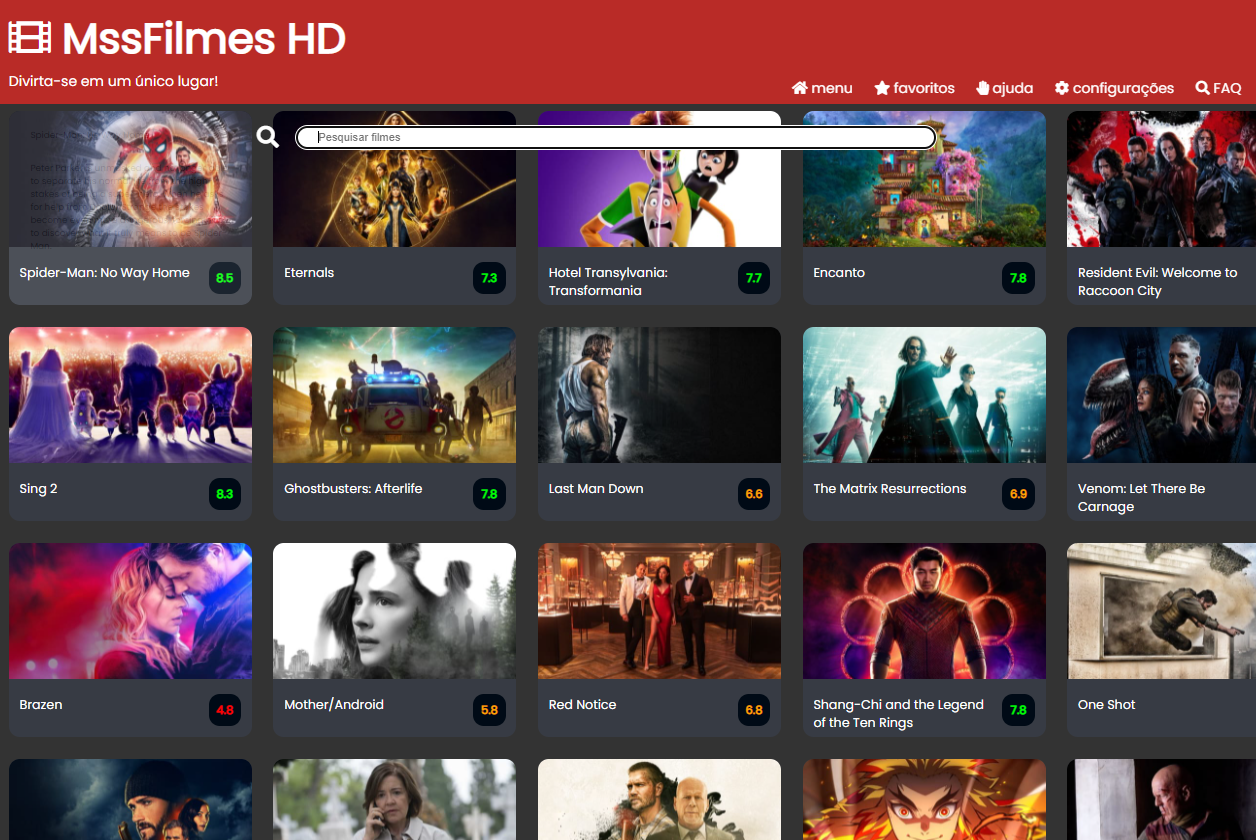 MssFilmes HD
Divirta-se em um único lugar!
menu favoritos ajuda configurações FAQ
Pesquisar filmes
Spider-Man: No Way Home 8.5
Eternals 7.3
Hotel Transylvania:
Transformania 7.7
Encanto 7.8
Resident Evil: Welcome to
Raccoon City
Sing 2 8.3
Ghostbusters: Afterlife 7.8
Last Man Down 6.6
The Matrix Resurrections 6.9
Venom: Let There Be
Carnage
Brazen 4.8
Mother/Android 5.8
Red Notice 6.8
Shang-Chi and the Legend
of the Ten Rings 7.8
One Shot